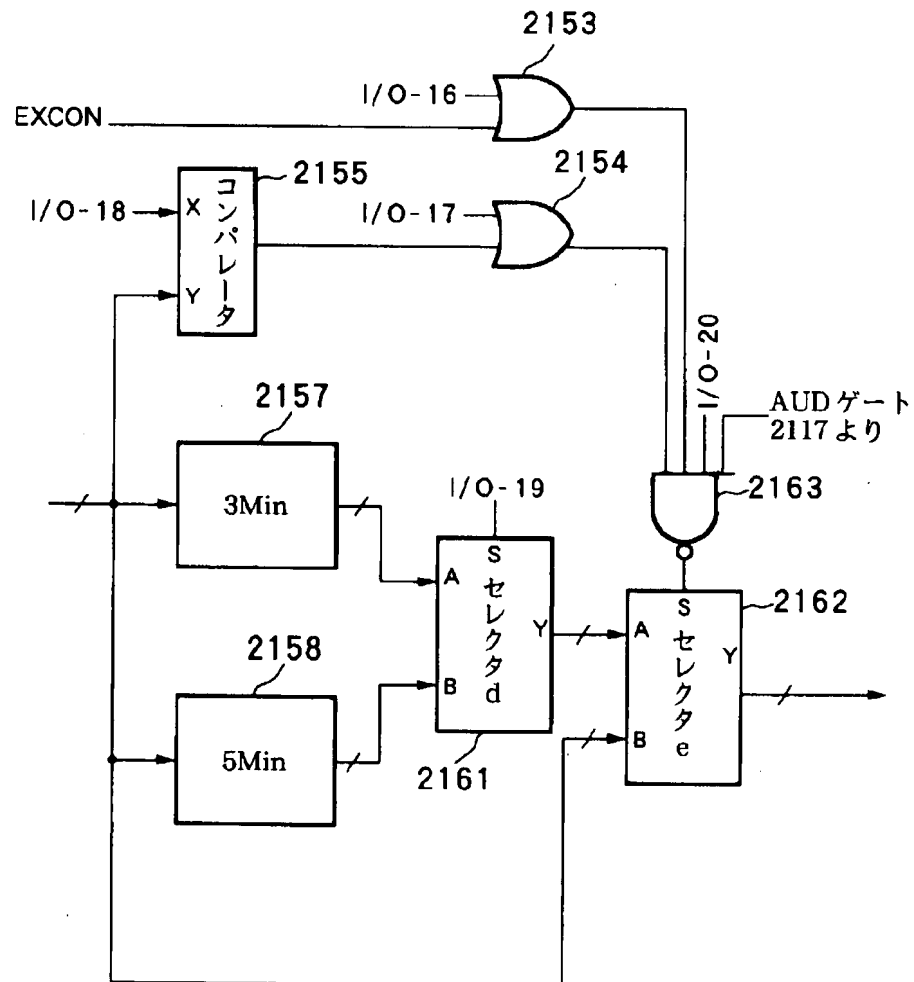 2153
I/O-16
EXCON
2155
2154
I/O-18
X
Y
コンパレータ
I/O-17
I/O-20
AUDゲート
2117より
2157
3Min
2163
I/O-19
S
A
B
Y
セレクタd
2161
2158
5Min
2162
S
A
B
Y
セレクタe